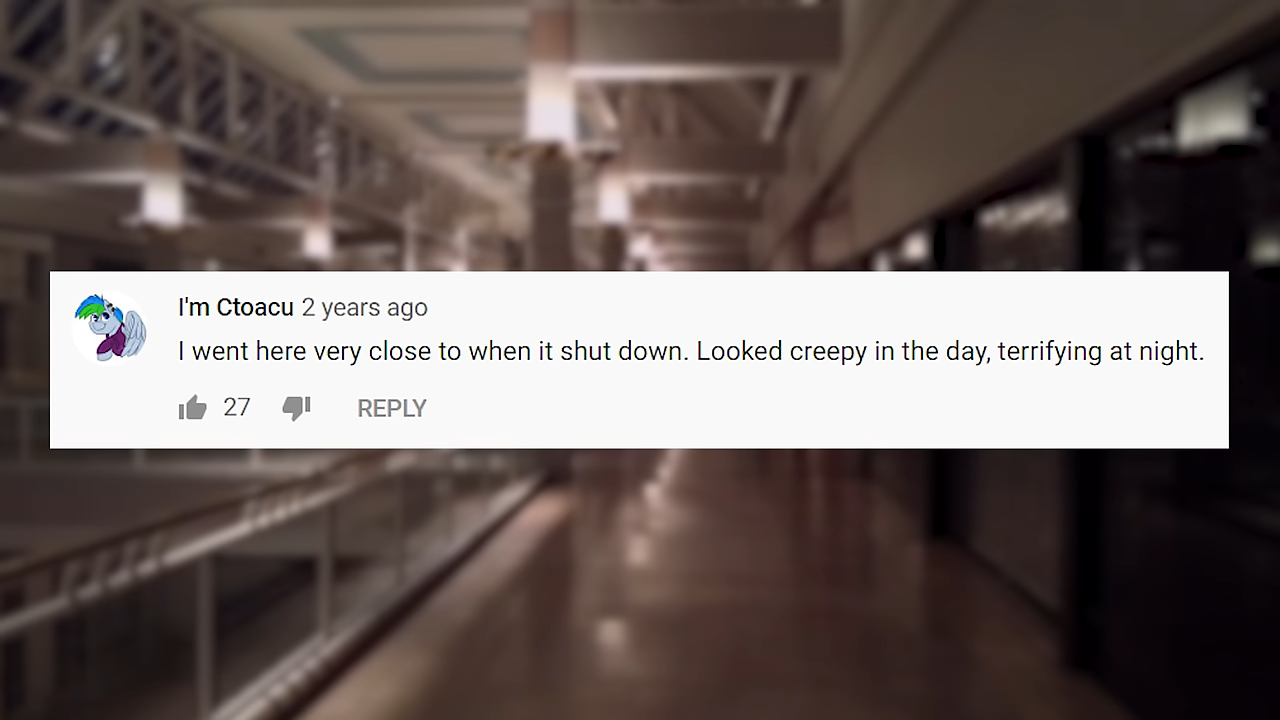 I'm Ctoacu 2 years ago
I went here very close to when it shut down. Looked creepy in the day, terrifying at night.
27 REPLY